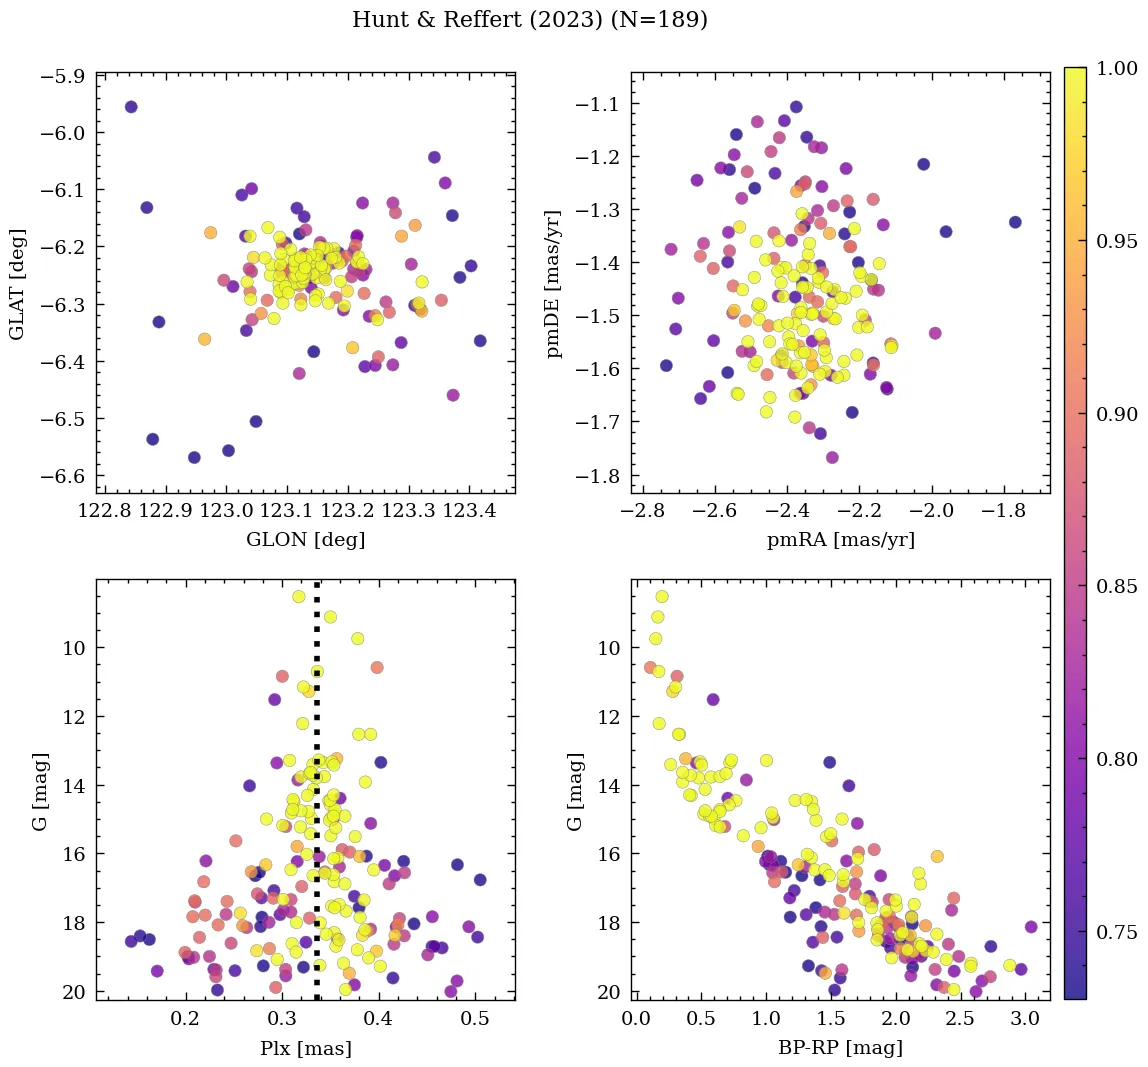 Hunt & Reffert (2023) (N=189)
−5.9
−6.0
−6.1
−6.2
−6.3
−6.4
−6.5
−6.6
GLAT [deg]
122.8 122.9 123.0 123.1 123.2 123.3 123.4
GLON [deg]
−1.1
−1.2
−1.3
−1.4
−1.5
−1.6
−1.7
−1.8
pmDE [mas/yr]
−2.8 −2.6 −2.4 −2.2 −2.0 −1.8
pmRA [mas/yr]
10
12
14
16
18
20
G [mag]
0.2 0.3 0.4 0.5
Plx [mas]
10
12
14
16
18
20
G [mag]
0.0 0.5 1.0 1.5 2.0 2.5 3.0
BP-RP [mag]
1.00
0.95
0.90
0.85
0.80
0.75